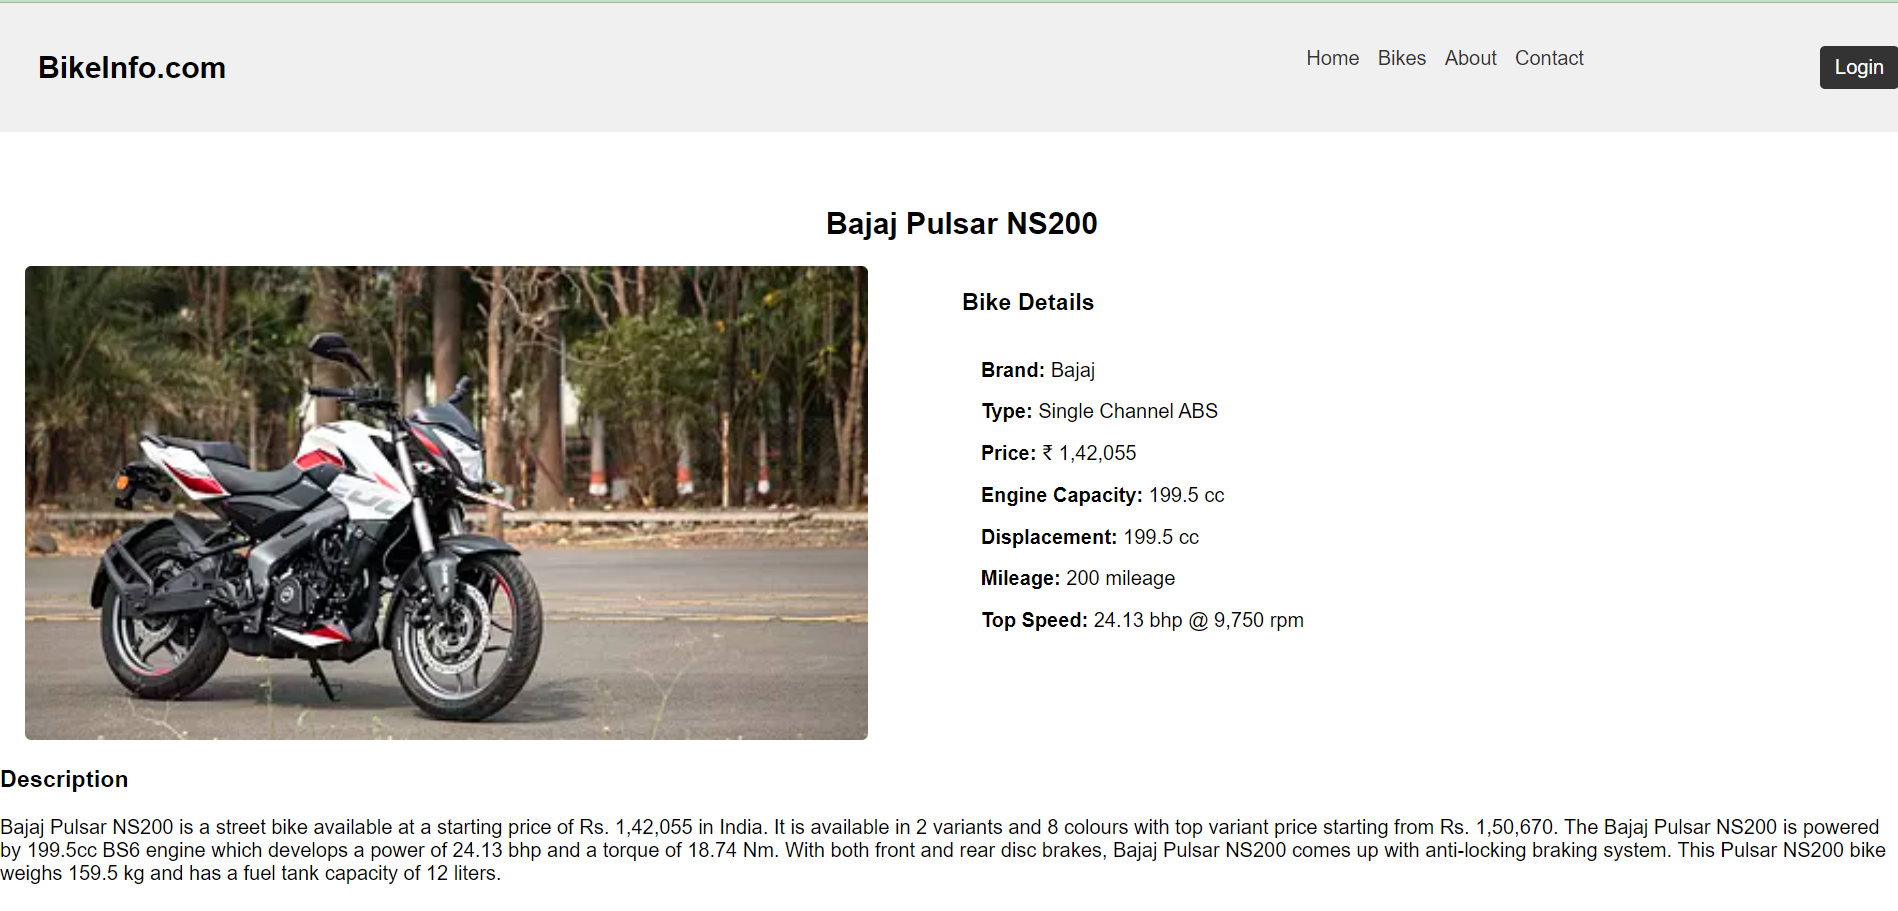 BikeInfo.com
Home Bikes About Contact
Login
Bajaj Pulsar NS200
Bike Details
Brand: Bajaj
Type: Single Channel ABS
Price: ₹ 1,42,055
Engine Capacity: 199.5 cc
Displacement: 199.5 cc
Mileage: 200 mileage
Top Speed: 24.13 bhp @ 9,750 rpm
Description
Bajaj Pulsar NS200 is a street bike available at a starting price of Rs. 1,42,055 in India. It is available in 2 variants and 8 colours with top variant price starting from Rs. 1,50,670. The Bajaj Pulsar NS200 is powered
by 199.5cc BS6 engine which develops a power of 24.13 bhp and a torque of 18.74 Nm. With both front and rear disc brakes, Bajaj Pulsar NS200 comes up with anti-locking braking system. This Pulsar NS200 bike
weighs 159.5 kg and has a fuel tank capacity of 12 liters.